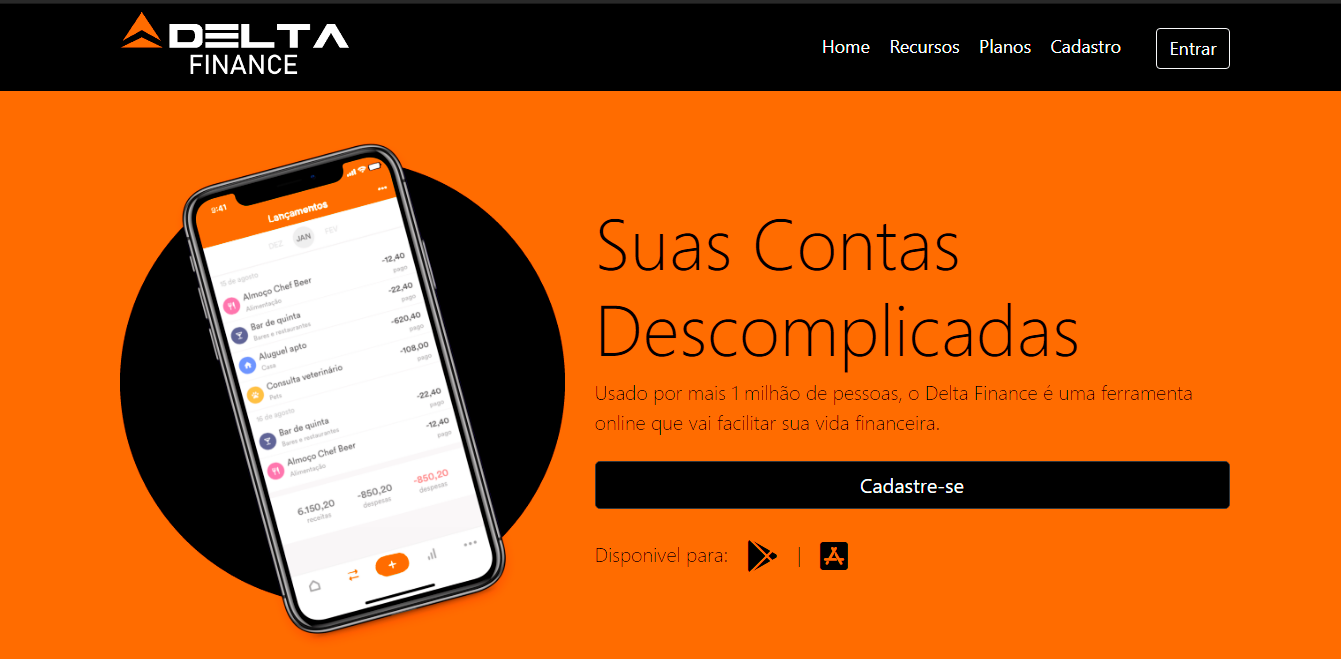 DELTA
FINANCE
Home Recursos Planos Cadastro Entrar
9:41
Lançamentos
DEZ JAN FEV
15 de agosto
Almoço Chef Beer -12,40
Alimentação pago
Bar de quinta -22,40
Bares e restaurantes pago
Aluguel apto -620,40
Casa pago
Consulta veterinário -108,00
Pets pago
16 de agosto
Bar de quinta -22,40
Bares e restaurantes pago
Almoço Chef Beer -12,40
Alimentação pago
6.150,20 -850,20 -850,20
receitas despesas despesas
Suas Contas
Descomplicadas
Usado por mais 1 milhão de pessoas, o Delta Finance é uma ferramenta
online que vai facilitar sua vida financeira.
Cadastre-se
Disponivel para: |